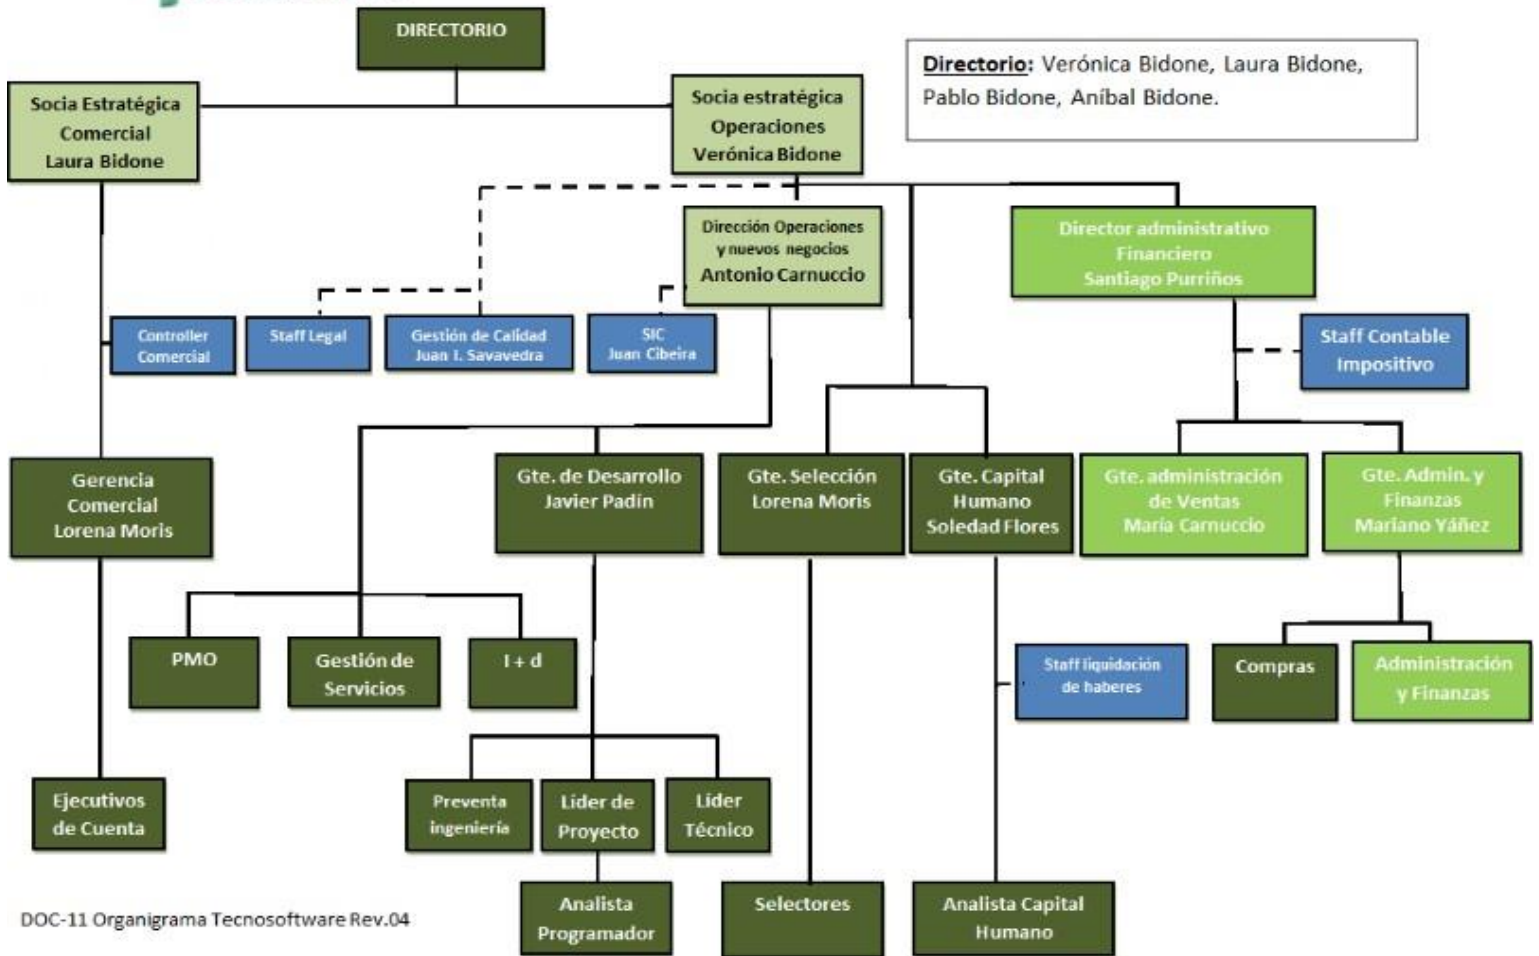 DIRECTORIO
Directorio: Verónica Bidone, Laura Bidone,
Pablo Bidone, Aníbal Bidone.
Socia Estratégica
Comercial
Laura Bidone
Socia estratégica
Operaciones
Verónica Bidone
Dirección Operaciones
y nuevos negocios
Antonio Carnuccio
Director administrativo
Financiero
Santiago Purriños
Controller
Comercial
Staff Legal
Gestión de Calidad
Juan I. Savavedra
SIC
Juan Cibeira
Staff Contable
Impositivo
Gerencia
Comercial
Lorena Moris
Gte. de Desarrollo
Javier Padín
Gte. Selección
Lorena Moris
Gte. Capital
Humano
Soledad Flores
Gte. administración
de Ventas
María Carnuccio
Gte. Admin. y
Finanzas
Mariano Yáñez
PMO
Gestión de
Servicios
I + d
Staff liquidación
de haberes
Compras
Administración
y Finanzas
Ejecutivos
de Cuenta
Preventa
ingeniería
Líder de
Proyecto
Líder
Técnico
Analista
Programador
Selectores
Analista Capital
Humano
DOC-11 Organigrama Tecnosoftware Rev.04